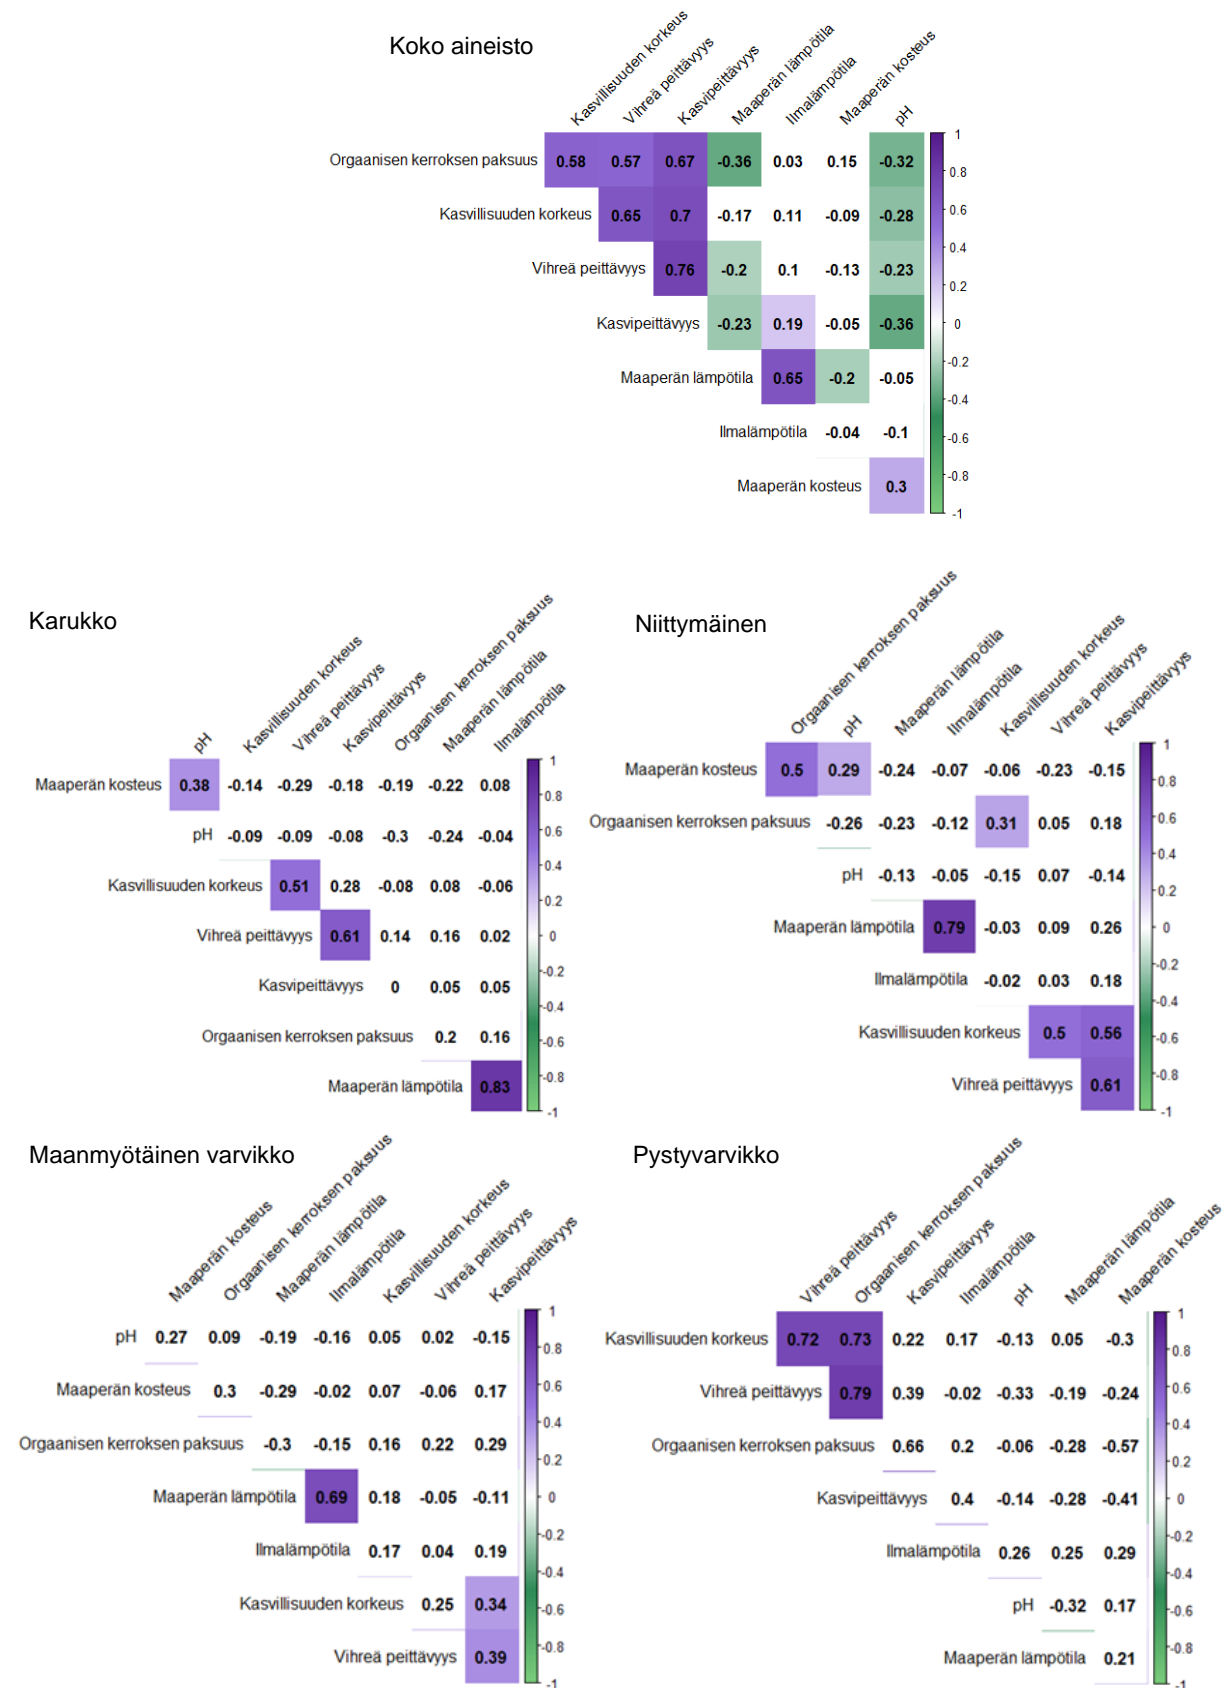 Koko aineisto
Kasvillisuuden korkeus
Vihreä peittävyys
Kasvipeittävyys
Maaperän lämpötila
Ilmalämpötila
Maaperän kosteus
pH
Orgaanisen kerroksen paksuus 0.58 0.57 0.67 -0.36 0.03 0.15 -0.32
Kasvillisuuden korkeus 0.65 0.7 -0.17 0.11 -0.09 -0.28
Vihreä peittävyys 0.76 -0.2 0.1 -0.13 -0.23
Kasvipeittävyys -0.23 0.19 -0.05 -0.36
Maaperän lämpötila 0.65 -0.2 -0.05
Ilmalämpötila -0.04 -0.1
Maaperän kosteus 0.3
1
0.8
0.6
0.4
0.2
0
-0.2
-0.4
-0.6
-0.8
-1
Karukko
pH
Kasvillisuuden korkeus
Vihreä peittävyys
Kasvipeittävyys
Orgaanisen kerroksen paksuus
Maaperän lämpötila
Ilmalämpötila
Maaperän kosteus 0.38 -0.14 -0.29 -0.18 -0.19 -0.22 0.08
pH -0.09 -0.09 -0.08 -0.3 -0.24 -0.04
Kasvillisuuden korkeus 0.51 0.28 -0.08 0.08 -0.06
Vihreä peittävyys 0.61 0.14 0.16 0.02
Kasvipeittävyys 0 0.05 0.05
Orgaanisen kerroksen paksuus 0.2 0.16
Maaperän lämpötila 0.83
1
0.8
0.6
0.4
0.2
0
-0.2
-0.4
-0.6
-0.8
-1
Niittymäinen
Orgaanisen kerroksen paksuus
pH
Maaperän lämpötila
Ilmalämpötila
Kasvillisuuden korkeus
Vihreä peittävyys
Kasvipeittävyys
Maaperän kosteus 0.5 0.29 -0.24 -0.07 -0.06 -0.23 -0.15
Orgaanisen kerroksen paksuus -0.26 -0.23 -0.12 0.31 0.05 0.18
pH -0.13 -0.05 -0.15 0.07 -0.14
Maaperän lämpötila 0.79 -0.03 0.09 0.26
Ilmalämpötila -0.02 0.03 0.18
Kasvillisuuden korkeus 0.5 0.56
Vihreä peittävyys 0.61
1
0.8
0.6
0.4
0.2
0
-0.2
-0.4
-0.6
-0.8
-1
Maanmyötäinen varvikko
Maaperän kosteus
Orgaanisen kerroksen paksuus
Maaperän lämpötila
Ilmalämpötila
Kasvillisuuden korkeus
Vihreä peittävyys
Kasvipeittävyys
pH 0.27 0.09 -0.19 -0.16 0.05 0.02 -0.15
Maaperän kosteus 0.3 -0.29 -0.02 0.07 -0.06 0.17
Orgaanisen kerroksen paksuus -0.3 -0.15 0.16 0.22 0.29
Maaperän lämpötila 0.69 0.18 -0.05 -0.11
Ilmalämpötila 0.17 0.04 0.19
Kasvillisuuden korkeus 0.25 0.34
Vihreä peittävyys 0.39
1
0.8
0.6
0.4
0.2
0
-0.2
-0.4
-0.6
-0.8
-1
Pystyvarvikko
Vihreä peittävyys
Orgaanisen kerroksen paksuus
Kasvipeittävyys
Ilmalämpötila
pH
Maaperän lämpötila
Maaperän kosteus
Kasvillisuuden korkeus 0.72 0.73 0.22 0.17 -0.13 0.05 -0.3
Vihreä peittävyys 0.79 0.39 -0.02 -0.33 -0.19 -0.24
Orgaanisen kerroksen paksuus 0.66 0.2 -0.06 -0.28 -0.57
Kasvipeittävyys 0.4 -0.14 -0.28 -0.41
Ilmalämpötila 0.26 0.25 0.29
pH -0.32 0.17
Maaperän lämpötila 0.21
1
0.8
0.6
0.4
0.2
0
-0.2
-0.4
-0.6
-0.8
-1